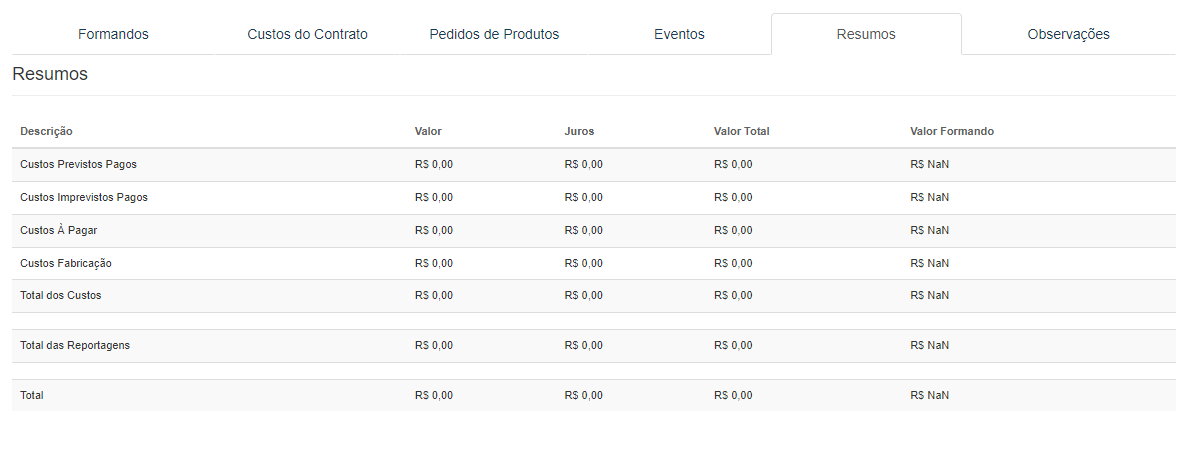 Formandos Custos do Contrato Pedidos de Produtos Eventos Resumos Observações
Resumos
Descrição Valor Juros Valor Total Valor Formando
Custos Previstos Pagos R$ 0,00 R$ 0,00 R$ 0,00 R$ NaN
Custos Imprevistos Pagos R$ 0,00 R$ 0,00 R$ 0,00 R$ NaN
Custos À Pagar R$ 0,00 R$ 0,00 R$ 0,00 R$ NaN
Custos Fabricação R$ 0,00 R$ 0,00 R$ 0,00 R$ NaN
Total dos Custos R$ 0,00 R$ 0,00 R$ 0,00 R$ NaN
Total das Reportagens R$ 0,00 R$ 0,00 R$ 0,00 R$ NaN
Total R$ 0,00 R$ 0,00 R$ 0,00 R$ NaN